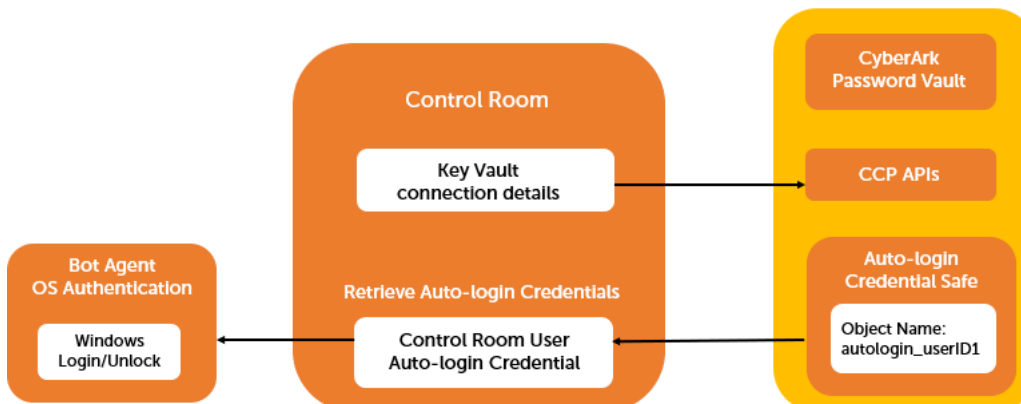 CyberArk
Password Vault
Control Room
Key Vault
connection details
CCP APIs
Bot Agent
OS Authentication
Windows
Login/Unlock
Retrieve Auto-login Credentials
Control Room User
Auto-login Credential
Auto-login
Credential Safe
Object Name:
autologin_userID1